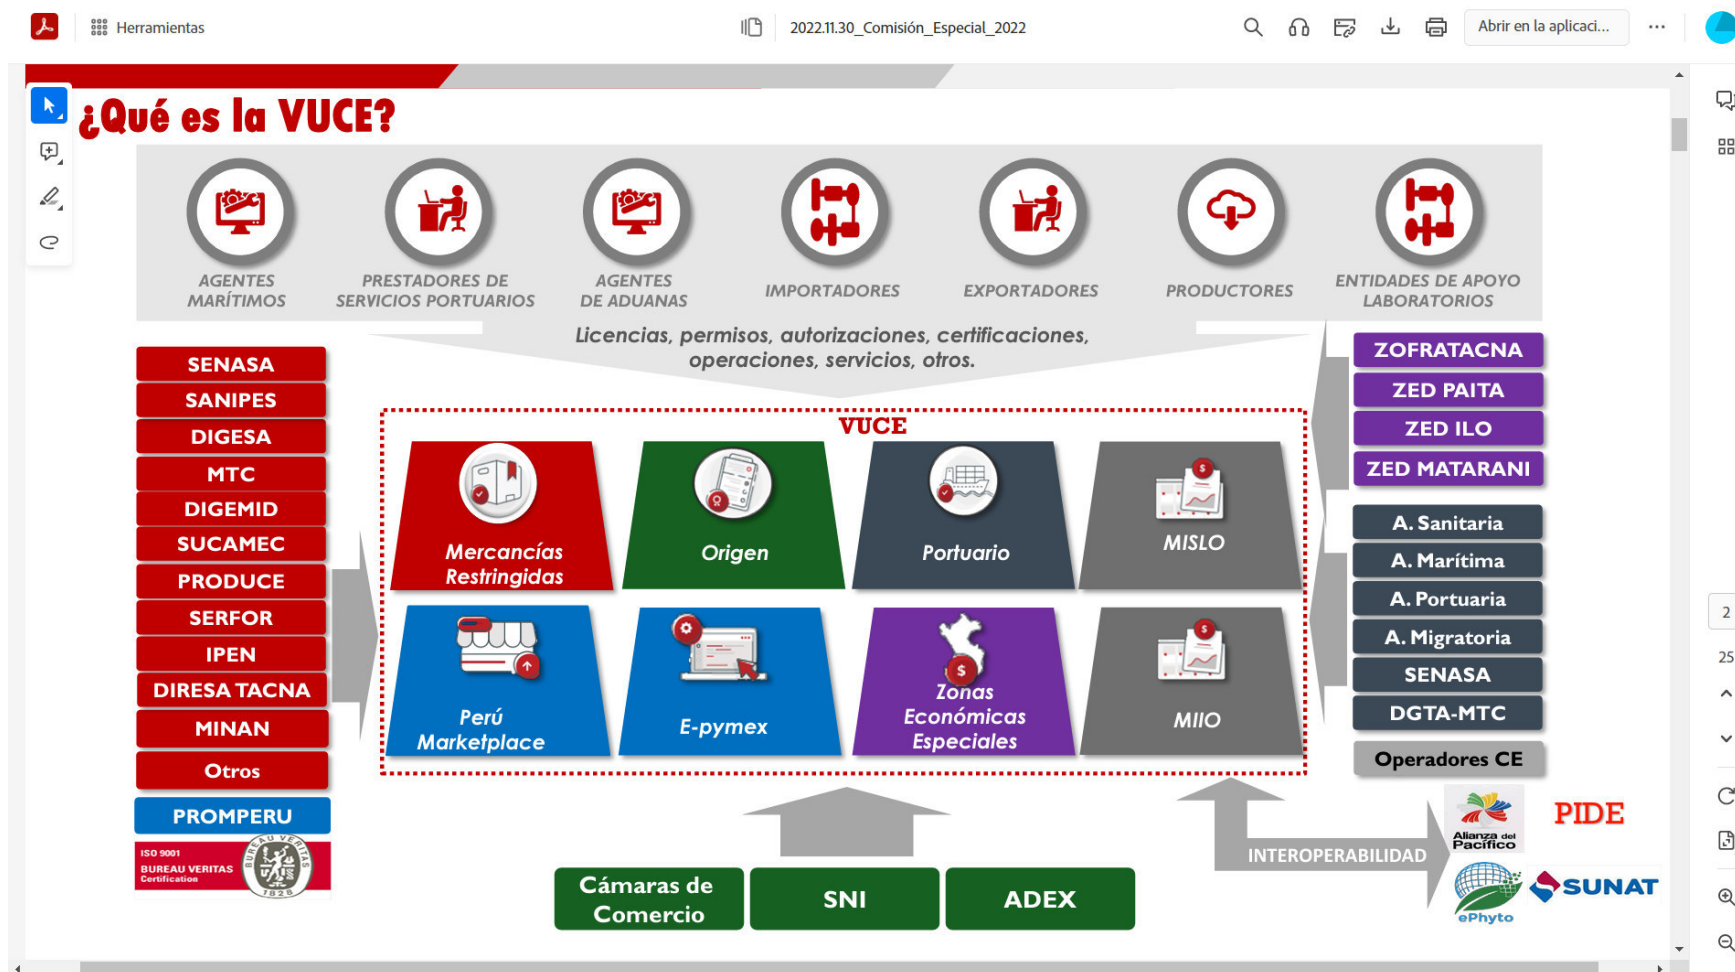 Herramientas
2022.11.30_Comisión_Especial_2022
Abrir en la aplicaci...
¿Qué es la VUCE?
AGENTES
MARÍTIMOS
PRESTADORES DE
SERVICIOS PORTUARIOS
AGENTES
DE ADUANAS
IMPORTADORES
EXPORTADORES
PRODUCTORES
ENTIDADES DE APOYO
LABORATORIOS
Licencias, permisos, autorizaciones, certificaciones,
operaciones, servicios, otros.
SENASA
SANIPES
DIGESA
MTC
DIGEMID
SUCAMEC
PRODUCE
SERFOR
IPEN
DIRESA TACNA
MINAN
Otros
PROMPERU
ISO 9001
BUREAU VERITAS
Certification
BUREAU VERITAS
1828
VUCE
Mercancías
Restringidas
Origen
Portuario
MISLO
Perú
Marketplace
E-pymex
Zonas
Económicas
Especiales
MIIO
ZOFRATACNA
ZED PAITA
ZED ILO
ZED MATARANI
A. Sanitaria
A. Marítima
A. Portuaria
A. Migratoria
SENASA
DGTA-MTC
Operadores CE
Cámaras de
Comercio
SNI
ADEX
INTEROPERABILIDAD
Alianza del
Pacífico
PIDE
ePhyto
SUNAT
2
25